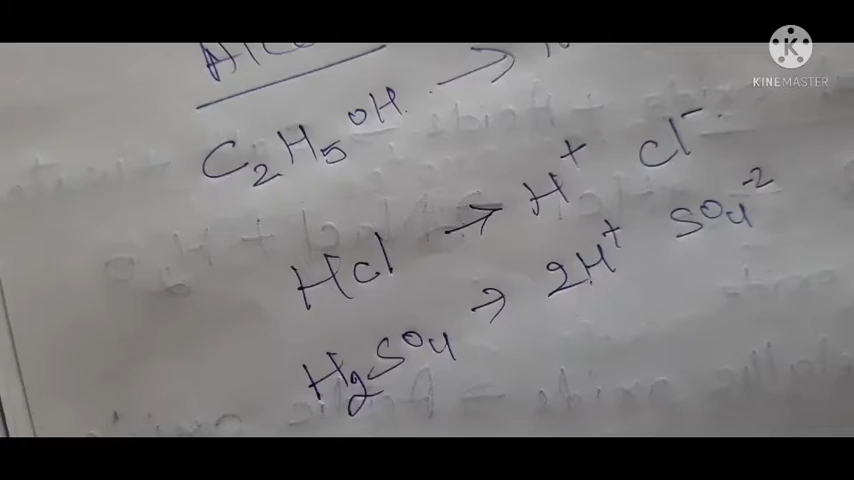 KINEMASTER
C₂H₅OH. →
HCl → H⁺ Cl⁻
H₂SO₄ → 2H⁺ SO₄⁻²